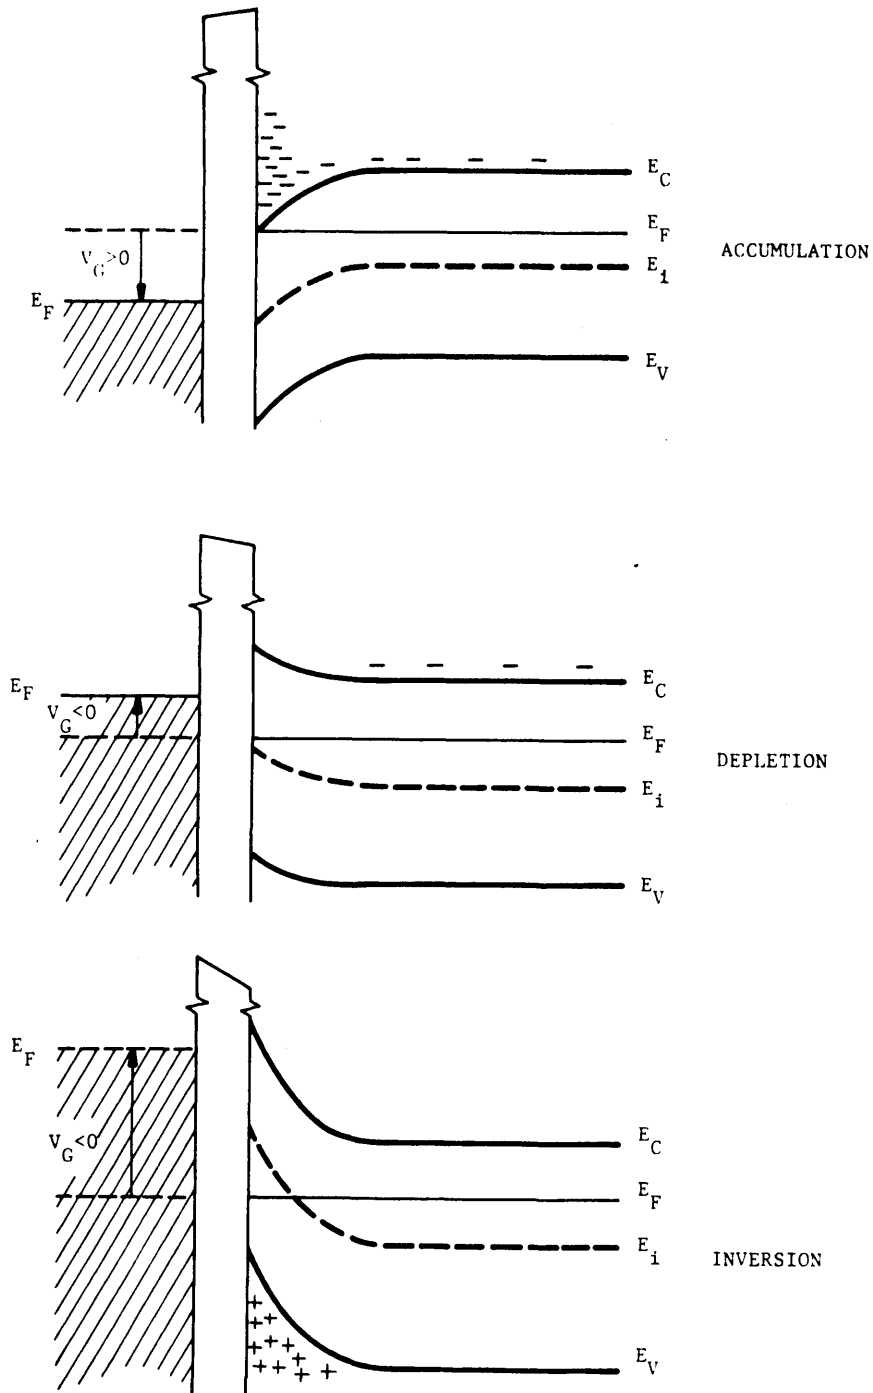 E_C
E_F
V_G>0
E_i
ACCUMULATION
E_F
E_V
E_C
E_F
V_G<0
E_F
DEPLETION
E_i
E_V
E_F
V_G<0
E_C
E_F
E_i
INVERSION
E_V